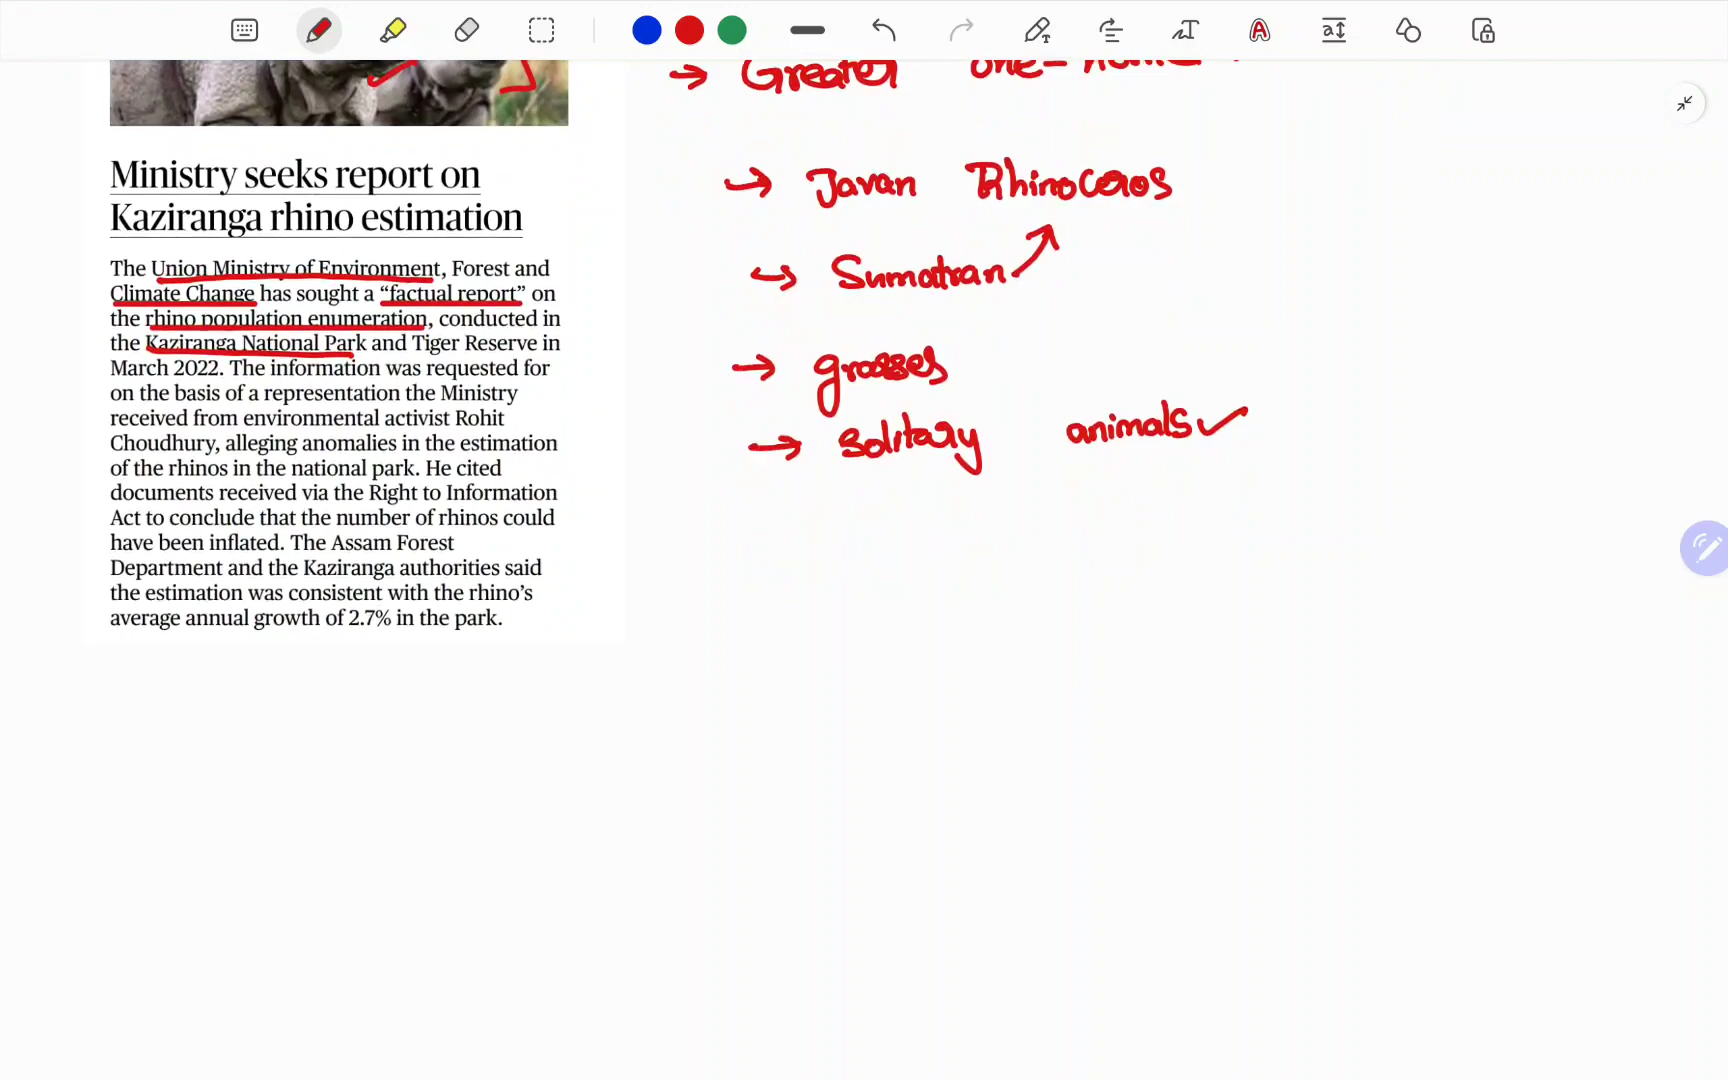 Greater one-horne
Ministry seeks report on
Kaziranga rhino estimation
The Union Ministry of Environment, Forest and
Climate Change has sought a “factual report” on
the rhino population enumeration, conducted in
the Kaziranga National Park and Tiger Reserve in
March 2022. The information was requested for
on the basis of a representation the Ministry
received from environmental activist Rohit
Choudhury, alleging anomalies in the estimation
of the rhinos in the national park. He cited
documents received via the Right to Information
Act to conclude that the number of rhinos could
have been inflated. The Assam Forest
Department and the Kaziranga authorities said
the estimation was consistent with the rhino’s
average annual growth of 2.7% in the park.
→ Javan Rhinoceros
→ Sumatran
→ grasses
→ Solitary animals